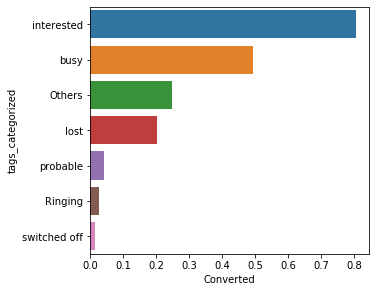 interested
busy
Others
lost
probable
Ringing
switched off
tags_categorized
0.0 0.1 0.2 0.3 0.4 0.5 0.6 0.7 0.8
Converted